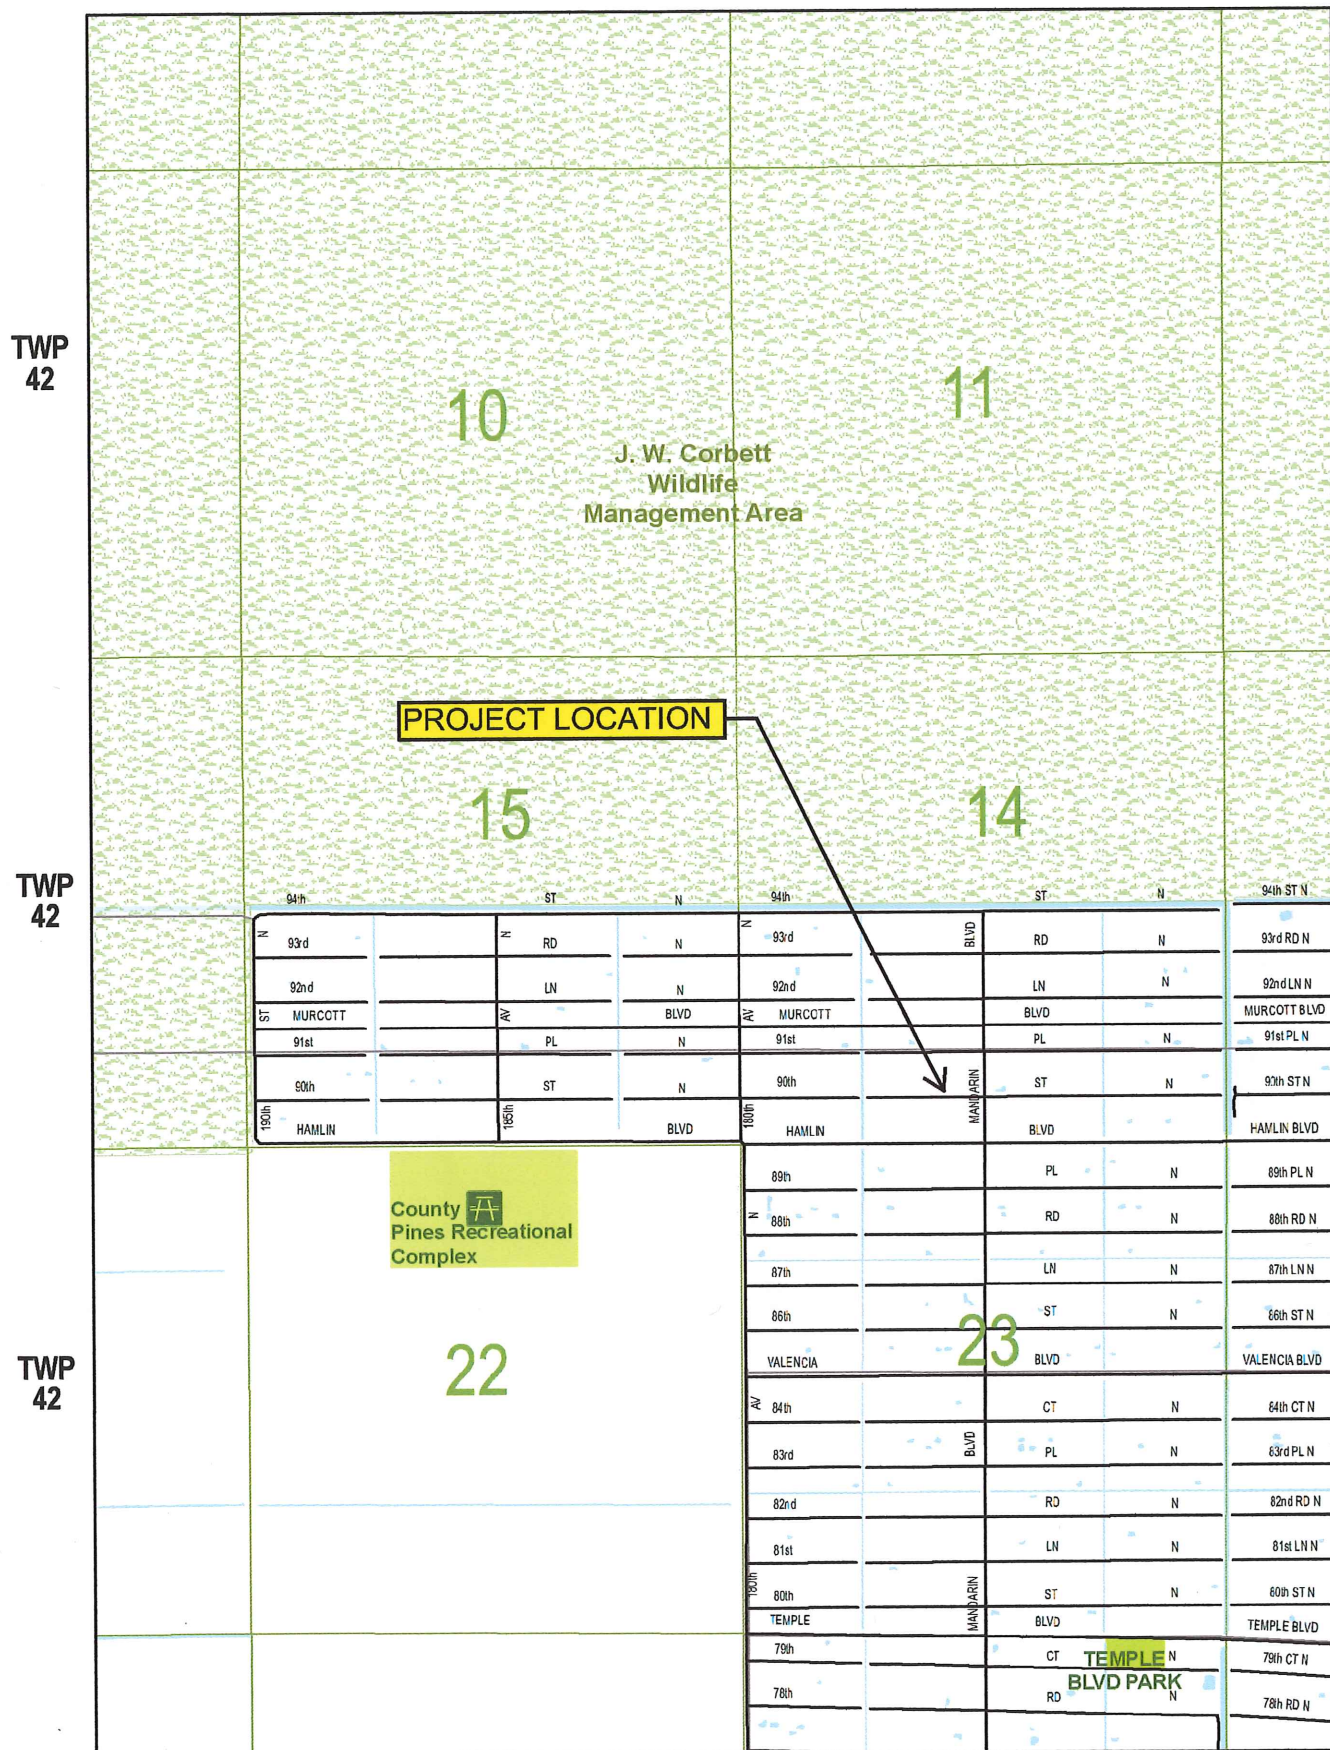 TWP
42
10
11
J. W. Corbett
Wildlife
Management Area
PROJECT LOCATION
15
14
TWP
42
94th ST N 94th ST N 94th ST N
N 93rd N RD N N 93rd BLVD RD N 93rd RD N
92nd LN N 92nd LN N 92nd LN N
ST MURCOTT AV BLVD AV MURCOTT BLVD MURCOTT BLVD
91st PL N 91st PL N 91st PL N
90th ST N 90th MANDARIN ST N 90th ST N
190th HAMLIN 185th BLVD 180th HAMLIN BLVD HAMLIN BLVD
89th PL N 89th PL N
County
Pines Recreational
Complex
N 88th RD N 88th RD N
87th LN N 87th LN N
86th ST N 86th ST N
23
22
VALENCIA BLVD VALENCIA BLVD
TWP
42
AV 84th CT N 84th CT N
83rd BLVD PL N 83rd PL N
82nd RD N 82nd RD N
81st LN N 81st LN N
180th 80th MANDARIN ST N 80th ST N
TEMPLE BLVD TEMPLE BLVD
79th CT N 79th CT N
TEMPLE
BLVD PARK
78th RD N 78th RD N